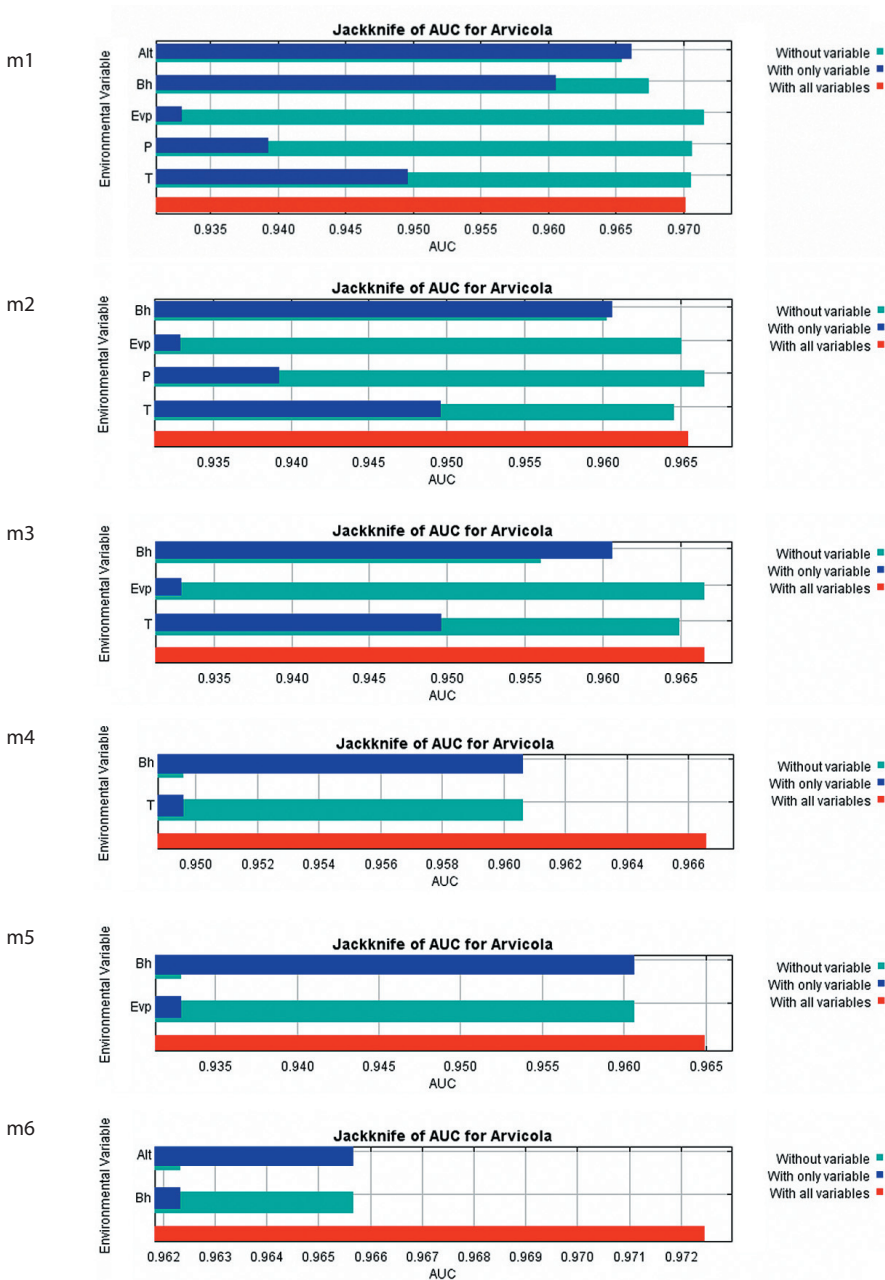 m1
Jackknife of AUC for Arvicola
Environmental Variable
Alt
Bh
Evp
P
T
0.935 0.940 0.945 0.950 0.955 0.960 0.965 0.970
AUC
Without variable
With only variable
With all variables
m2
Jackknife of AUC for Arvicola
Environmental Variable
Bh
Evp
P
T
0.935 0.940 0.945 0.950 0.955 0.960 0.965
AUC
Without variable
With only variable
With all variables
m3
Jackknife of AUC for Arvicola
Environmental Variable
Bh
Evp
T
0.935 0.940 0.945 0.950 0.955 0.960 0.965
AUC
Without variable
With only variable
With all variables
m4
Jackknife of AUC for Arvicola
Environmental Variable
Bh
T
0.950 0.952 0.954 0.956 0.958 0.960 0.962 0.964 0.966
AUC
Without variable
With only variable
With all variables
m5
Jackknife of AUC for Arvicola
Environmental Variable
Bh
Evp
0.935 0.940 0.945 0.950 0.955 0.960 0.965
AUC
Without variable
With only variable
With all variables
m6
Jackknife of AUC for Arvicola
Environmental Variable
Alt
Bh
0.962 0.963 0.964 0.965 0.966 0.967 0.968 0.969 0.970 0.971 0.972
AUC
Without variable
With only variable
With all variables